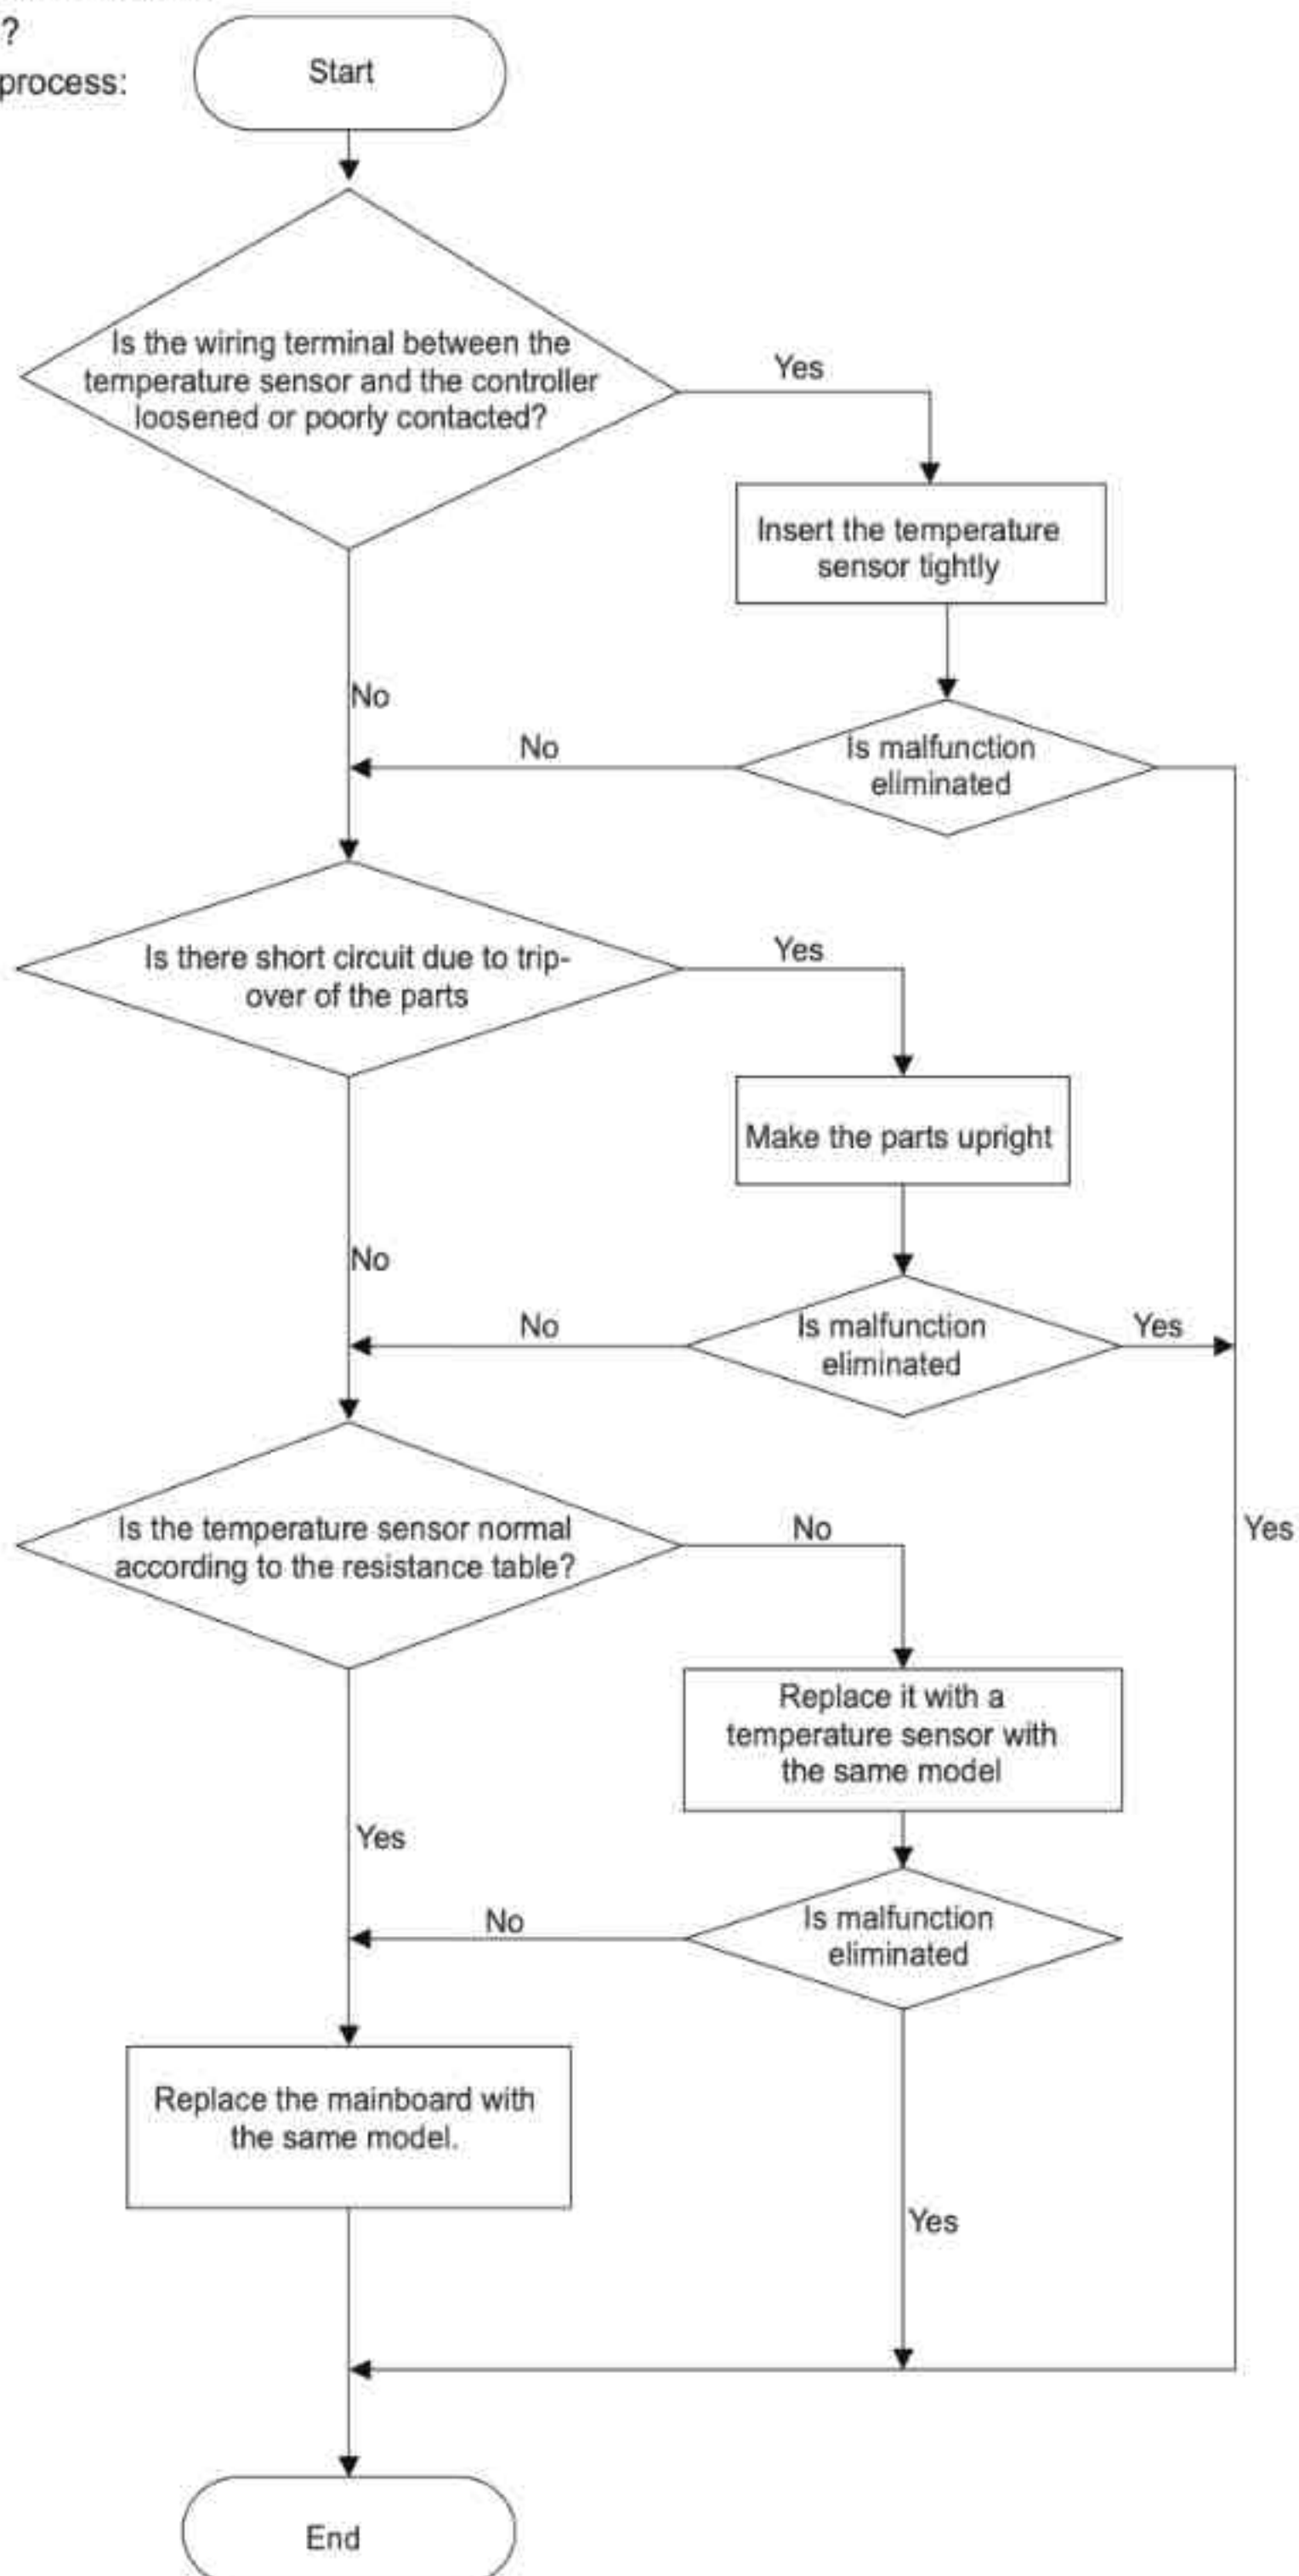 ?
process:
Start
Is the wiring terminal between the
temperature sensor and the controller
loosened or poorly contacted?
Yes
Insert the temperature
sensor tightly
No
No
Is malfunction
eliminated
Is there short circuit due to trip-
over of the parts
Yes
Make the parts upright
No
No
Is malfunction
eliminated
Yes
Is the temperature sensor normal
according to the resistance table?
No
Yes
Replace it with a
temperature sensor with
the same model
Yes
No
Is malfunction
eliminated
Replace the mainboard with
the same model.
Yes
End